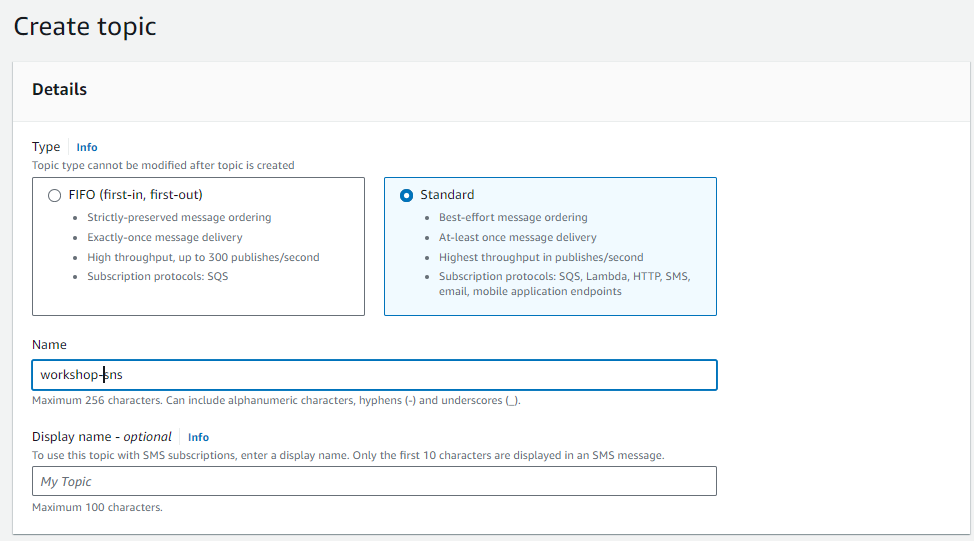 Create topic
Details
Type Info
Topic type cannot be modified after topic is created
FIFO (first-in, first-out)
Strictly-preserved message ordering
Exactly-once message delivery
High throughput, up to 300 publishes/second
Subscription protocols: SQS
Standard
Best-effort message ordering
At-least once message delivery
Highest throughput in publishes/second
Subscription protocols: SQS, Lambda, HTTP, SMS,
email, mobile application endpoints
Name
workshop-sns
Maximum 256 characters. Can include alphanumeric characters, hyphens (-) and underscores (_).
Display name - optional Info
To use this topic with SMS subscriptions, enter a display name. Only the first 10 characters are displayed in an SMS message.
My Topic
Maximum 100 characters.